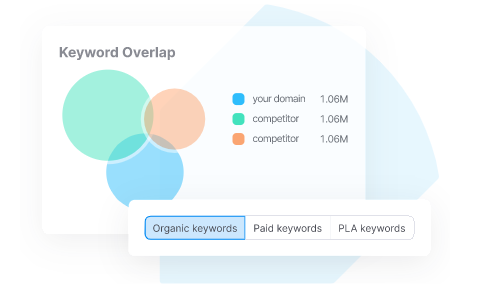 Keyword Overlap
your domain 1.06M
competitor 1.06M
competitor 1.06M
Organic keywords Paid keywords PLA keywords